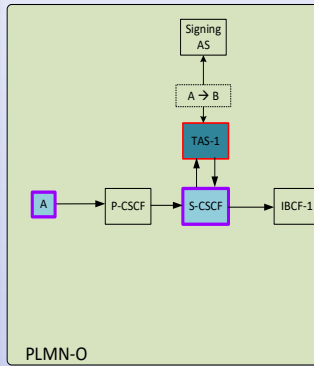 Signing
AS
A → B
TAS-1
A
P-CSCF
S-CSCF
IBCF-1
PLMN-O